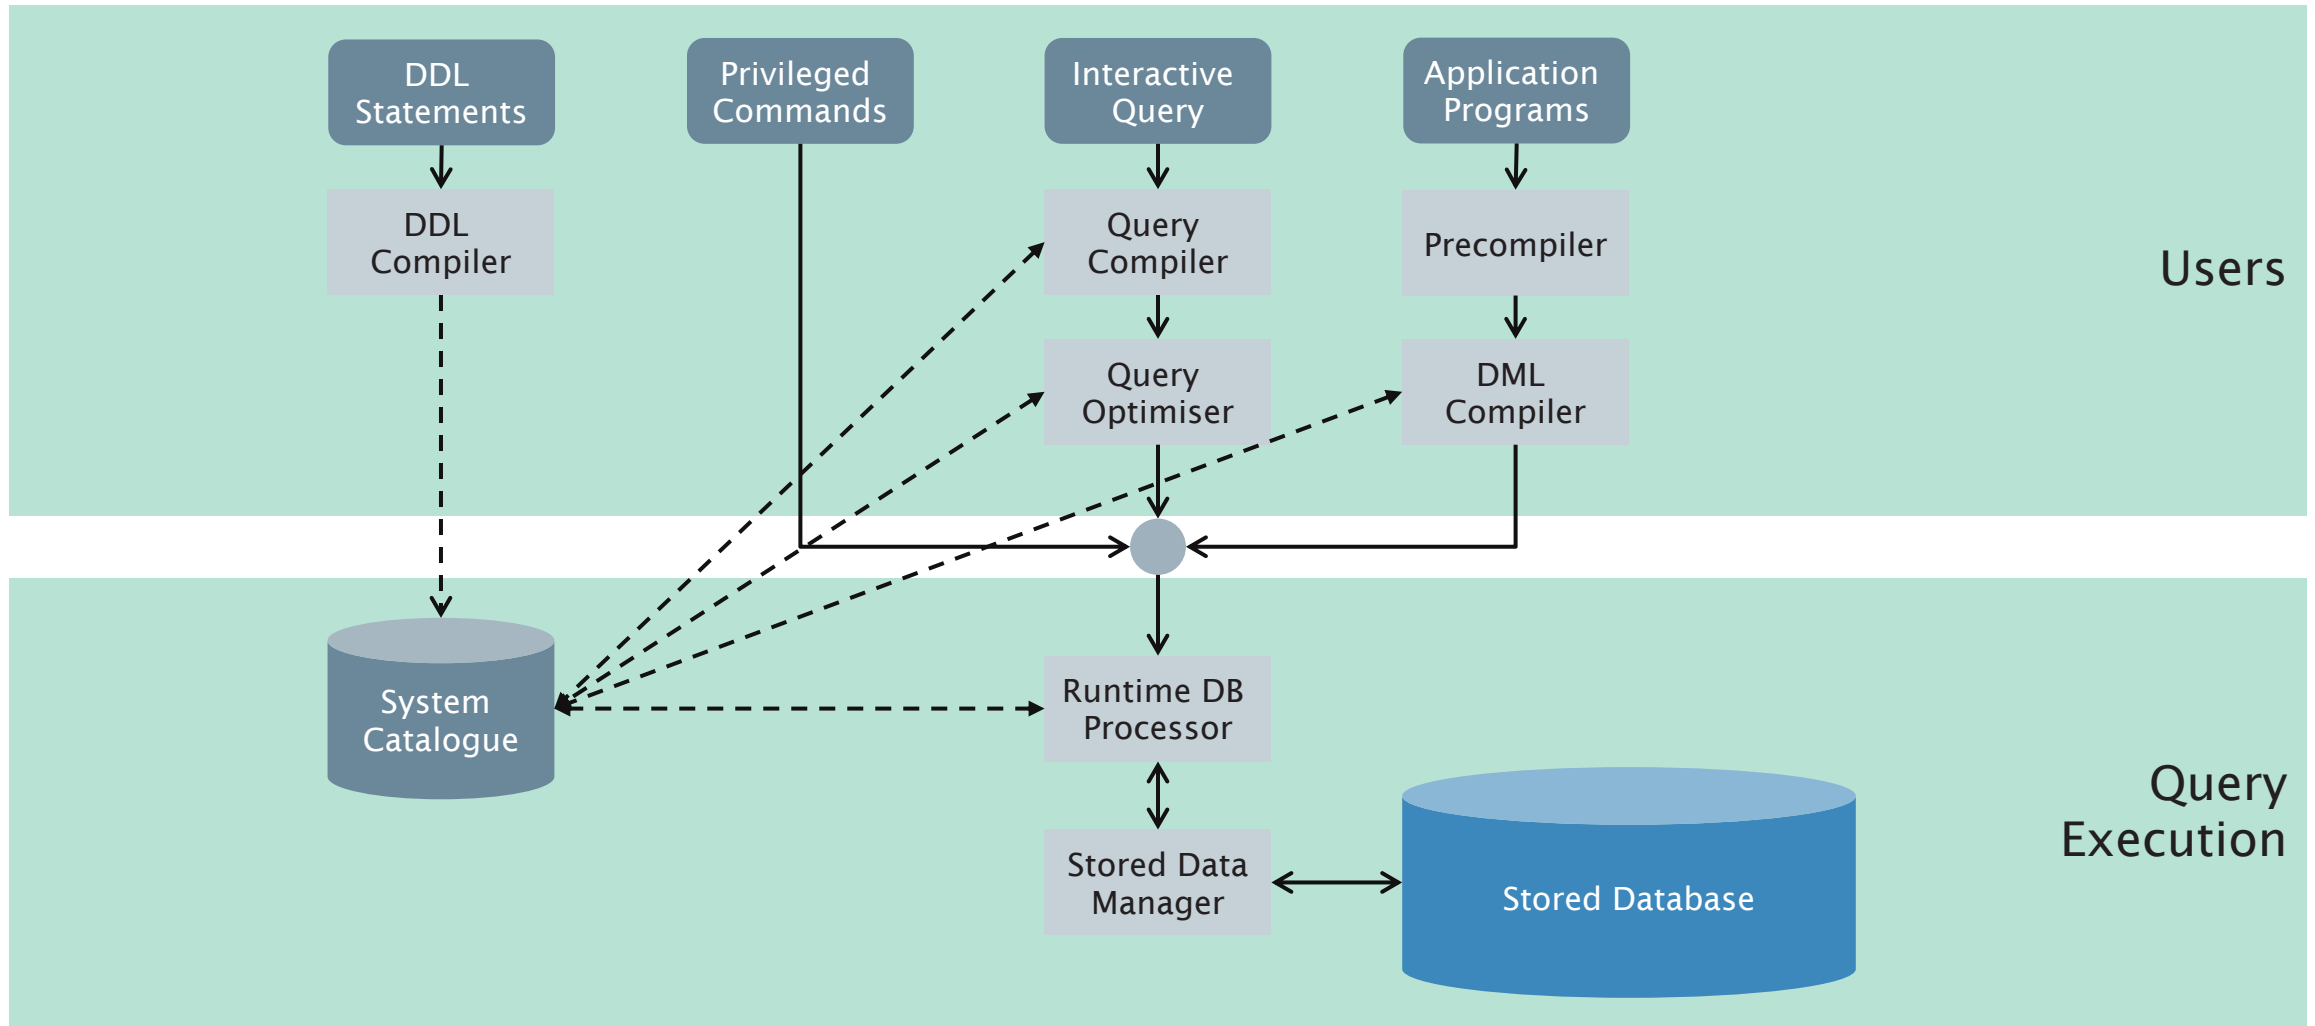 DDL
Statements
Privileged
Commands
Interactive
Query
Application
Programs
DDL
Compiler
Query
Compiler
Precompiler
Users
Query
Optimiser
DML
Compiler
System
Catalogue
Runtime DB
Processor
Query
Execution
Stored Data
Manager
Stored Database